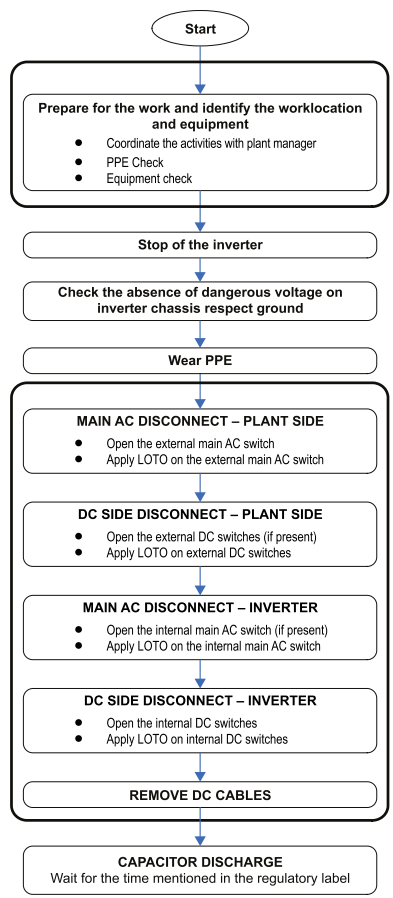 Start
Prepare for the work and identify the worklocation
and equipment
● Coordinate the activities with plant manager
● PPE Check
● Equipment check
Stop of the inverter
Check the absence of dangerous voltage on
inverter chassis respect ground
Wear PPE
MAIN AC DISCONNECT – PLANT SIDE
● Open the external main AC switch
● Apply LOTO on the external main AC switch
DC SIDE DISCONNECT – PLANT SIDE
● Open the external DC switches (if present)
● Apply LOTO on external DC switches
MAIN AC DISCONNECT – INVERTER
● Open the internal main AC switch (if present)
● Apply LOTO on the internal main AC switch
DC SIDE DISCONNECT – INVERTER
● Open the internal DC switches
● Apply LOTO on internal DC switches
REMOVE DC CABLES
CAPACITOR DISCHARGE
Wait for the time mentioned in the regulatory label